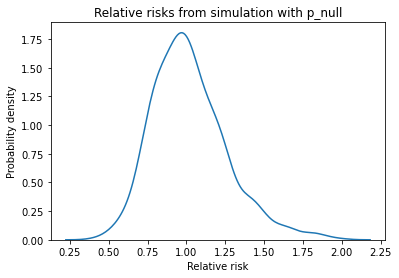 Relative risks from simulation with p_null
Probability density
1.75
1.50
1.25
1.00
0.75
0.50
0.25
0.00
0.25 0.50 0.75 1.00 1.25 1.50 1.75 2.00 2.25
Relative risk